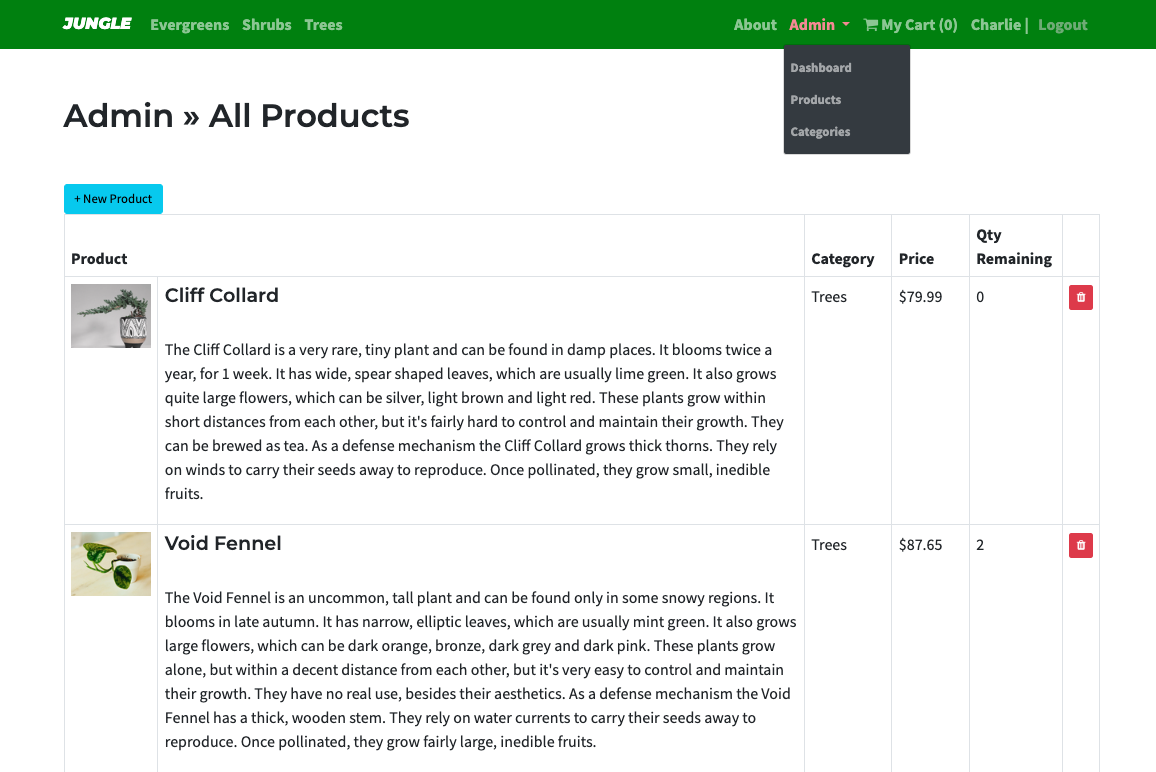 JUNGLE Evergreens Shrubs Trees About Admin My Cart (0) Charlie | Logout
Dashboard
Products
Categories
Admin » All Products
+ New Product
Product Category Price Qty Remaining
Cliff Collard Trees $79.99 0
The Cliff Collard is a very rare, tiny plant and can be found in damp places. It blooms twice a
year, for 1 week. It has wide, spear shaped leaves, which are usually lime green. It also grows
quite large flowers, which can be silver, light brown and light red. These plants grow within
short distances from each other, but it's fairly hard to control and maintain their growth. They
can be brewed as tea. As a defense mechanism the Cliff Collard grows thick thorns. They rely
on winds to carry their seeds away to reproduce. Once pollinated, they grow small, inedible
fruits.
Void Fennel Trees $87.65 2
The Void Fennel is an uncommon, tall plant and can be found only in some snowy regions. It
blooms in late autumn. It has narrow, elliptic leaves, which are usually mint green. It also grows
large flowers, which can be dark orange, bronze, dark grey and dark pink. These plants grow
alone, but within a decent distance from each other, but it's very easy to control and maintain
their growth. They have no real use, besides their aesthetics. As a defense mechanism the Void
Fennel has a thick, wooden stem. They rely on water currents to carry their seeds away to
reproduce. Once pollinated, they grow fairly large, inedible fruits.